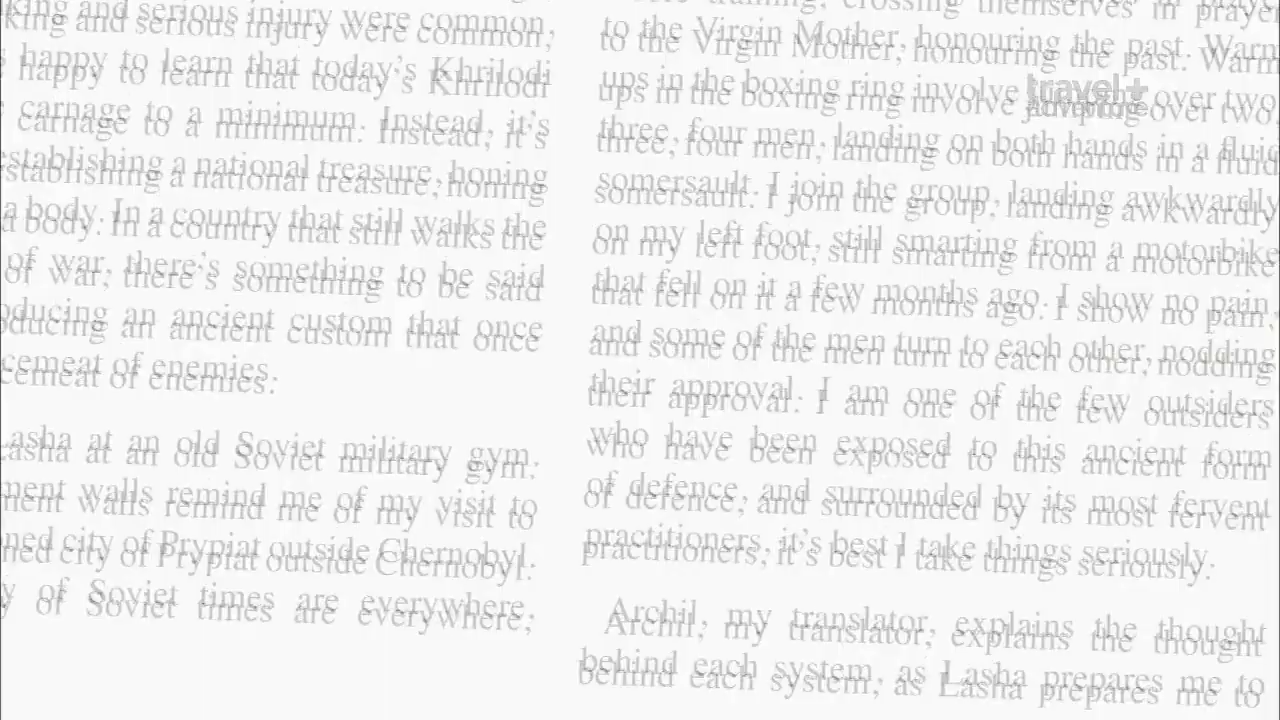 king and serious injury were common,
happy to learn that today's Khrilodi
carnage to a minimum. Instead, it's
establishing a national treasure, honing
a body. In a country that still walks the
of war, there's something to be said
oducing an ancient custom that once
cemeat of enemies.
Lasha at an old Soviet military gym.
ment walls remind me of my visit to
ned city of Prypiat outside Chernobyl.
y of Soviet times are everywhere,
training, crossing themselves in prayer
to the Virgin Mother, honouring the past. Warm
ups in the boxing ring involve jumping over two,
three, four men, landing on both hands in a fluid
somersault. I join the group, landing awkwardly
on my left foot, still smarting from a motorbike
that fell on it a few months ago. I show no pain,
and some of the men turn to each other, nodding
their approval. I am one of the few outsiders
who have been exposed to this ancient form
of defence, and surrounded by its most fervent
practitioners, it's best I take things seriously.
Archil, my translator, explains the thought
behind each system, as Lasha prepares me to
travel+
adventure